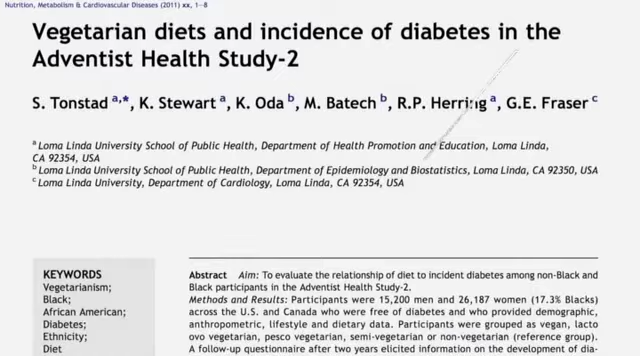 Nutrition, Metabolism & Cardiovascular Diseases (2011) xx, 1–8
Vegetarian diets and incidence of diabetes in the
Adventist Health Study-2
S. Tonstad a,*, K. Stewart a, K. Oda b, M. Batech b, R.P. Herring a, G.E. Fraser c
a Loma Linda University School of Public Health, Department of Health Promotion and Education, Loma Linda,
CA 92354, USA
b Loma Linda University School of Public Health, Department of Epidemiology and Biostatistics, Loma Linda, CA 92350, USA
c Loma Linda University, Department of Cardiology, Loma Linda, CA 92354, USA
KEYWORDS
Vegetarianism;
Black;
African American;
Diabetes;
Ethnicity;
Diet
Abstract Aim: To evaluate the relationship of diet to incident diabetes among non-Black and
Black participants in the Adventist Health Study-2.
Methods and Results: Participants were 15,200 men and 26,187 women (17.3% Blacks)
across the U.S. and Canada who were free of diabetes and who provided demographic,
anthropometric, lifestyle and dietary data. Participants were grouped as vegan, lacto
ovo vegetarian, pesco vegetarian, semi-vegetarian or non-vegetarian (reference group).
A follow-up questionnaire after two years elicited information on the development of dia-